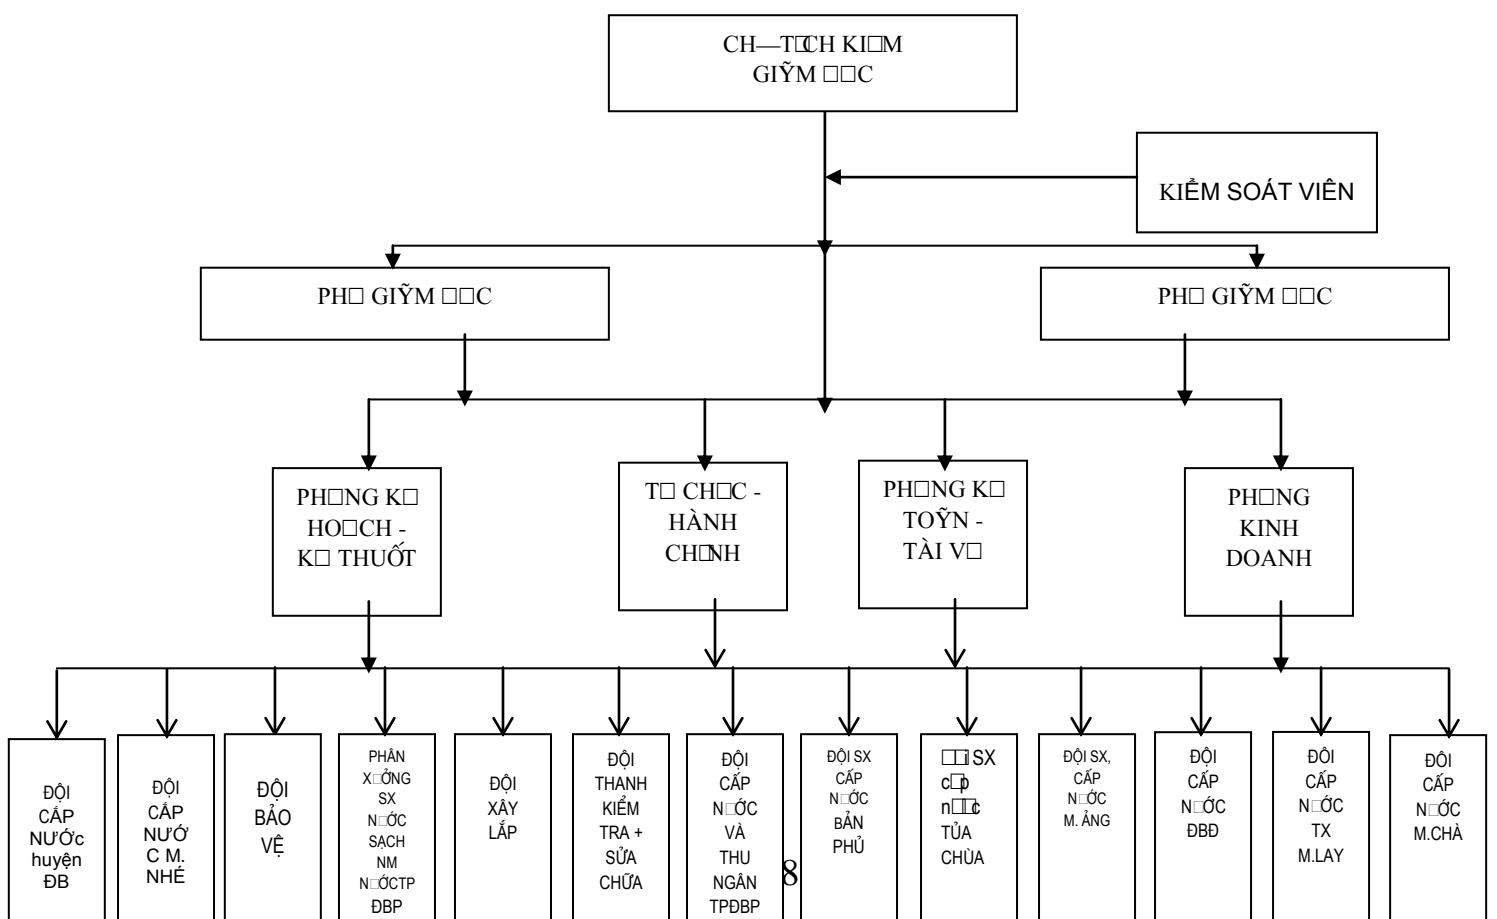 CH—T□CH KI□M
GIỸM □□C
KIỂM SOÁT VIÊN
PH□ GIỸM □□C
PH□ GIỸM □□C
PH□NG K□
HO□CH -
K□ THUỐT
T□ CH□C -
HÀNH
CH□NH
PH□NG K□
TOỸN -
TÀI V□
PH□NG
KINH
DOANH
ĐỘI
CẤP
NƯỚc
huyện
ĐB
ĐỘI
CẤP
NƯỚ
C M.
NHÉ
ĐỘI
BẢO
VỆ
PHÂN
X□ỞNG
SX
N□ỚC
SẠCH
NM
N□ỚCTP
ĐBP
ĐỘI
XÂY
LẮP
ĐỘI
THANH
KIỂM
TRA +
SỬA
CHỮA
ĐỘI
CẤP
N□ỚC
VÀ
THU
NGÂN
TPĐBP
ĐỘI SX
CẤP
N□ỚC
BẢN
PHỦ
□□i SX
c□p
n□□c
TỦA
CHÙA
ĐỘI SX,
CẤP
N□ỚC
M. ẢNG
ĐỘI
CẤP
N□ỚC
ĐBĐ
ĐÔI
CẤP
N□ỚC
TX
M.LAY
ĐÔI
CẤP
N□ỚC
M.CHÀ
8